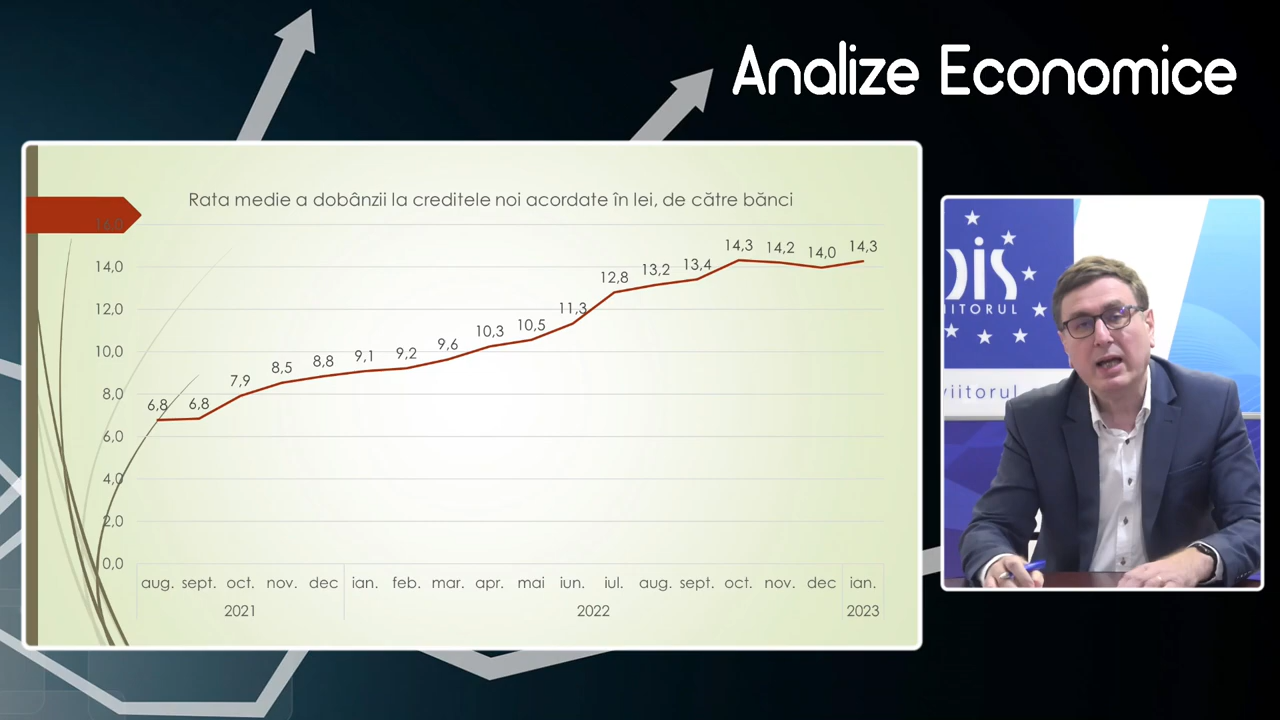 Analize Economice
Rata medie a dobânzii la creditele noi acordate în lei, de către bănci
16,0
14,0
12,0
10,0
8,0
6,0
4,0
2,0
0,0
6,8 6,8 7,9 8,5 8,8 9,1 9,2 9,6 10,3 10,5 11,3 12,8 13,2 13,4 14,3 14,2 14,0 14,3
aug. sept. oct. nov. dec ian. feb. mar. apr. mai iun. iul. aug. sept. oct. nov. dec ian.
2021 2022 2023
viitorul